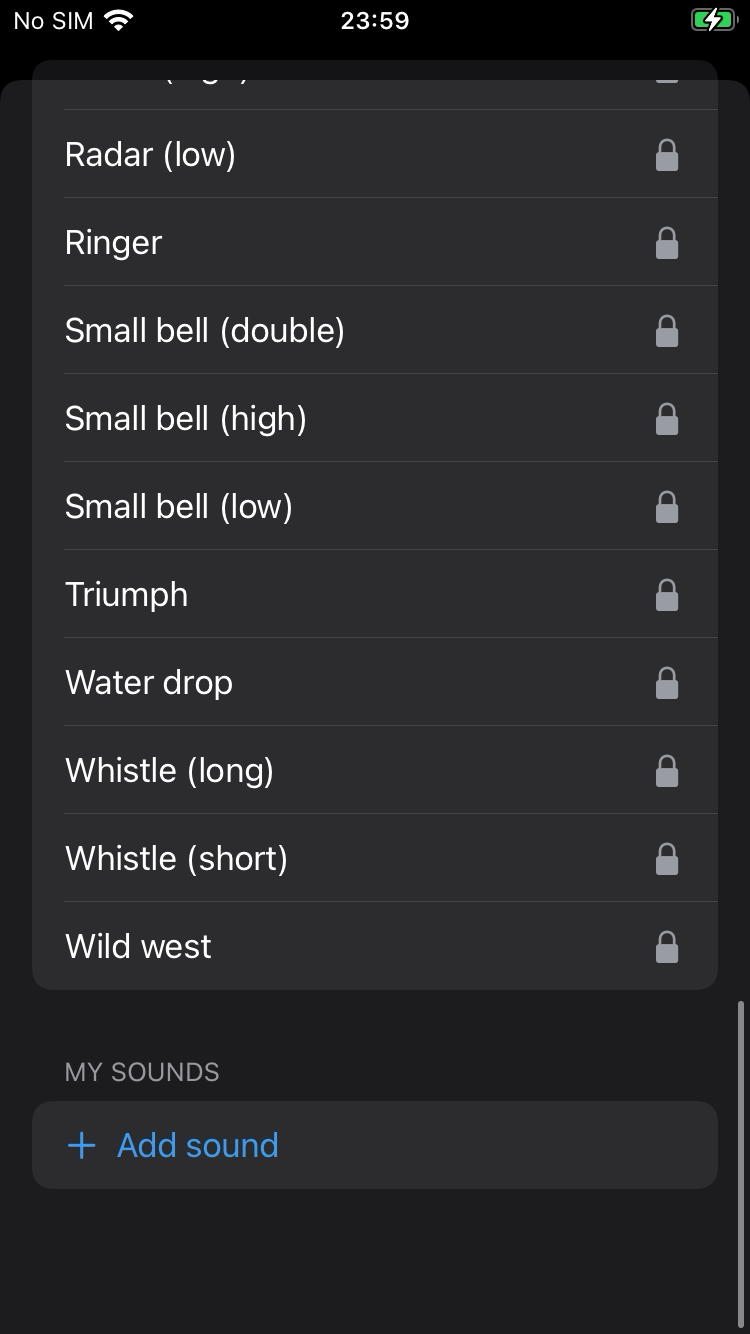 No SIM
23:59
Radar (low)
Ringer
Small bell (double)
Small bell (high)
Small bell (low)
Triumph
Water drop
Whistle (long)
Whistle (short)
Wild west
MY SOUNDS
+ Add sound